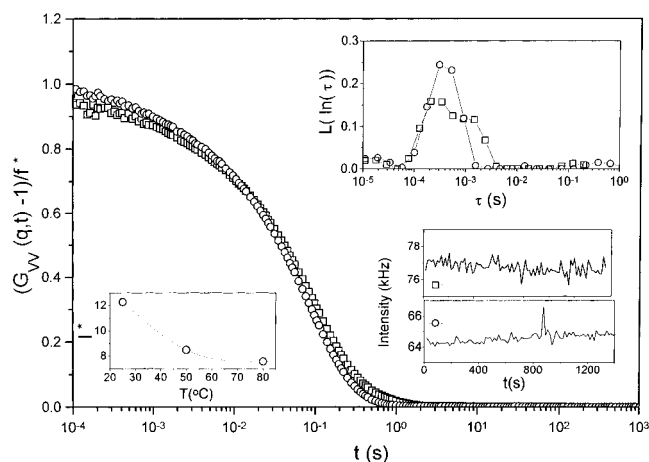 1.2
1.0
0.8
0.6
0.4
0.2
0.0
(G_VV (q,t) -1)/f*
10^-4 10^-3 10^-2 10^-1 10^0 10^1 10^2 10^3
t (s)
0.3
0.2
0.1
0.0
L( ln(τ))
10^-5 10^-4 10^-3 10^-2 10^-1 10^0
τ (s)
78
76
66
64
Intensity (kHz)
0 400 800 1200
t(s)
12
10
8
I*
20 30 40 50 60 70 80
T(ºC)